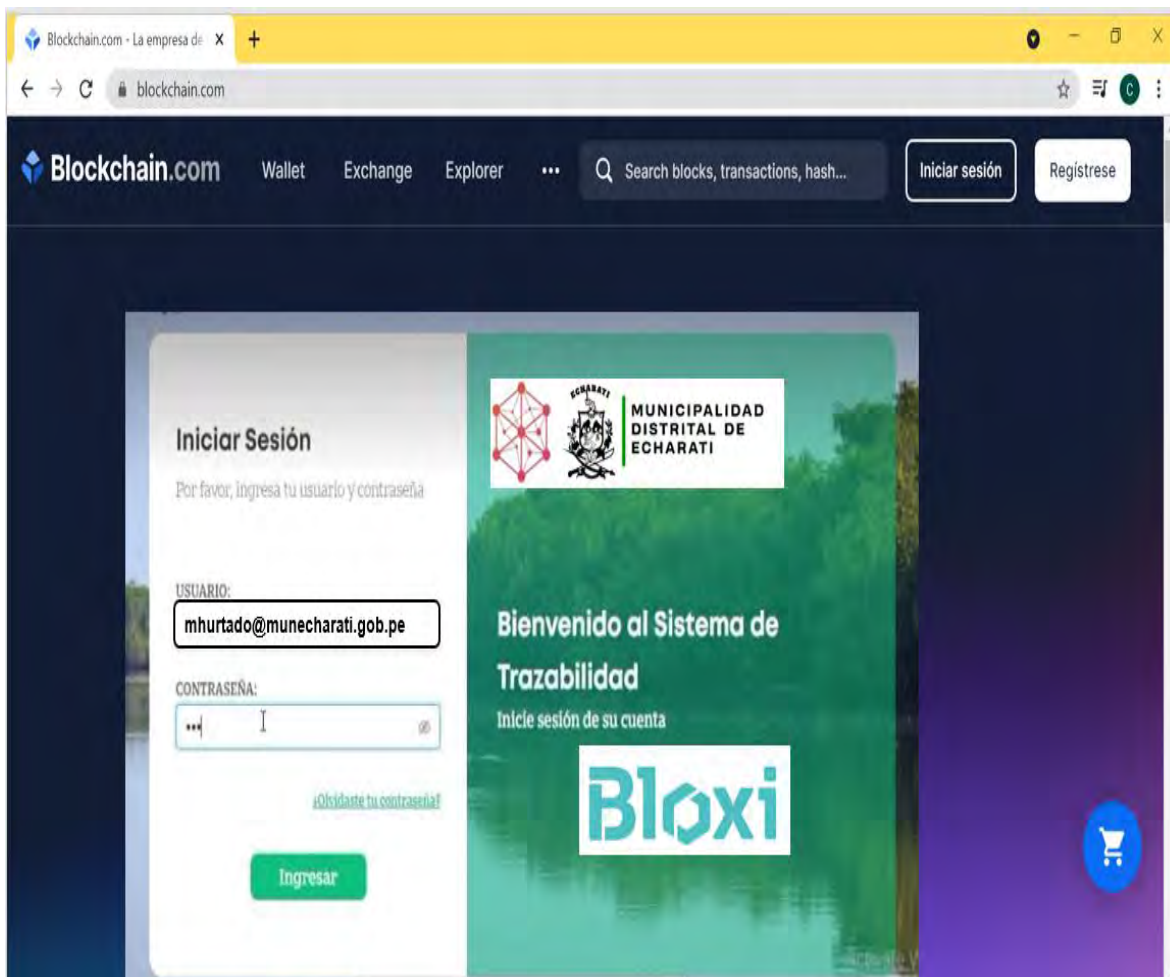 Blockchain.com - La empresa de
blockchain.com
C
Blockchain.com
Wallet
Exchange
Explorer
Search blocks, transactions, hash...
Iniciar sesión
Regístrese
Iniciar Sesión
Por favor, ingresa tu usuario y contraseña
USUARIO:
mhurtado@munecharati.gob.pe
CONTRASEÑA:
¿Olvidaste tu contraseña?
Ingresar
ECHARATI
MUNICIPALIDAD
DISTRITAL DE
ECHARATI
Bienvenido al Sistema de
Trazabilidad
Inicie sesión de su cuenta
Bloxi